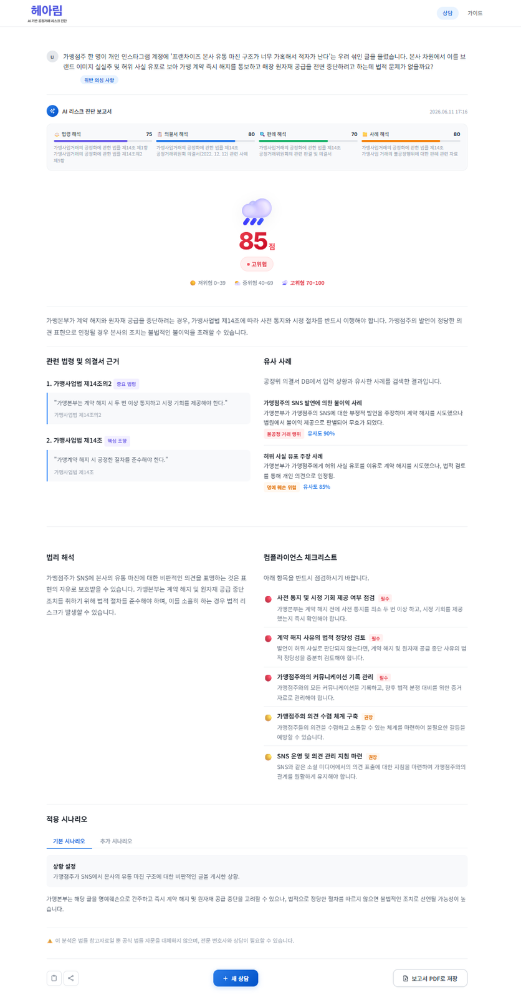 헤아림
AI 기반 공정거래 리스크 진단
상담
가이드
U
가맹점주 한 명이 개인 인스타그램 계정에 '프랜차이즈 본사 유통 마진 구조가 너무 가혹해서 적자가 난다'는 우려 섞인 글을 올렸습니다. 본사 차원에서 이를 브
랜드 이미지 실실추 및 허위 사실 유포로 보아 가맹 계약 즉시 해지를 통보하고 매장 원자재 공급을 전면 중단하려고 하는데 법적 문제가 없을까요?
위반 의심 사항
AI 리스크 진단 보고서
2026.06.11 17:16
법령 해석 75
가맹사업거래의 공정화에 관한 법률 제14조 제1항
가맹사업거래의 공정화에 관한 법률 제14조의2
제5항
의결서 해석 80
가맹사업거래의 공정화에 관한 법률 제14조
공정거래위원회 의결서(2022. 12. 12) 관련 사례
판례 해석 70
가맹사업거래의 공정화에 관한 법률 제14조
공정거래위원회의 관련 판결 및 의결서
사례 해석 80
가맹사업거래의 공정화에 관한 법률 제14조
가맹사업 거래의 불공정행위에 대한 판례 관련 자료
85점
고위험
저위험 0–39
중위험 40–69
고위험 70–100
가맹본부가 계약 해지와 원자재 공급을 중단하려는 경우, 가맹사업법 제14조에 따라 사전 통지와 시정 절차를 반드시 이행해야 합니다. 가맹점주의 발언이 정당한 의
견 표현으로 인정될 경우 본사의 조치는 불법적인 불이익을 초래할 수 있습니다.
관련 법령 및 의결서 근거
1. 가맹사업법 제14조의2 중요 법령
"가맹본부는 계약 해지 시 두 번 이상 통지하고 시정 기회를 제공해야 한다."
가맹사업법 제14조의2
2. 가맹사업법 제14조 핵심 조항
"가맹계약 해지 시 공정한 절차를 준수해야 한다."
가맹사업법 제14조
유사 사례
공정위 의결서 DB에서 입력 상황과 유사한 사례를 검색한 결과입니다.
가맹점주의 SNS 발언에 의한 불이익 사례
가맹본부가 가맹점주의 SNS에 대한 부정적 발언을 주장하며 계약 해지를 시도했으나
법원에서 불이익 제공으로 판별되어 무효가 되었다.
불공정 거래 행위 유사도 90%
허위 사실 유포 주장 사례
가맹본부가 가맹점주에게 허위 사실 유포를 이유로 계약 해지를 시도했으나, 법적 검토
를 통해 개인 의견으로 인정됨.
명예 훼손 위험 유사도 85%
법리 해석
가맹점주가 SNS에 본사의 유통 마진에 대한 비판적인 의견을 표명하는 것은 표
현의 자유로 보호받을 수 있습니다. 가맹본부는 계약 해지 및 원자재 공급 중단
조치를 취하기 위해 법적 절차를 준수해야 하며, 이를 소홀히 하는 경우 법적 리
스크가 발생할 수 있습니다.
컴플라이언스 체크리스트
아래 항목을 반드시 점검하시기 바랍니다.
사전 통지 및 시정 기회 제공 여부 점검 필수
가맹본부는 계약 해지 전에 사전 통지를 최소 두 번 이상 하고, 시정 기회를 제공
했는지 즉시 확인해야 합니다.
계약 해지 사유의 법적 정당성 검토 필수
발언이 허위 사실로 판단되지 않는다면, 계약 해지 및 원자재 공급 중단 사유의 법
적 정당성을 충분히 검토해야 합니다.
가맹점주와의 커뮤니케이션 기록 관리 필수
가맹점주와의 모든 커뮤니케이션을 기록하고, 향후 법적 분쟁 대비를 위한 증거
자료로 관리해야 합니다.
가맹점주의 의견 수렴 체계 구축 권장
가맹점주들의 의견을 수렴하고 소통할 수 있는 체계를 마련하여 불필요한 갈등을
예방할 수 있습니다.
SNS 운영 및 의견 관리 지침 마련 권장
SNS와 같은 소셜 미디어에서의 의견 표출에 대한 지침을 마련하여 가맹점주와의
관계를 원활하게 유지해야 합니다.
적용 시나리오
기본 시나리오
추가 시나리오
상황 설정
가맹점주가 SNS에서 본사의 유통 마진 구조에 대한 비판적인 글을 게시한 상황.
가맹본부는 해당 글을 명예훼손으로 간주하고 즉시 계약 해지 및 원자재 공급 중단을 고려할 수 있으나, 법적으로 정당한 절차를 따르지 않으면 불법적인 조치로 선언될 가능성이 높
습니다.
이 분석은 법률 참고자료일 뿐 공식 법률 자문을 대체하지 않으며, 전문 변호사와 상담이 필요할 수 있습니다.
+ 새 상담
보고서 PDF로 저장